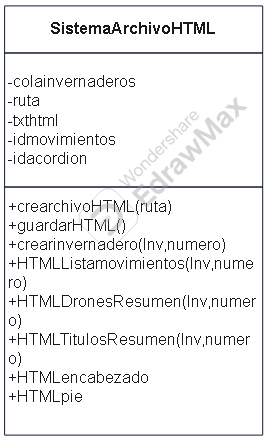 SistemaArchivoHTML
-colainvernaderos
-ruta
-txthtml
-idmovimientos
-idacordion
+crearchivoHTML(ruta)
+guardarHTML()
+crearinvernadero(Inv,numero)
+HTMLListamovimientos(Inv,nume
ro)
+HTMLDronesResumen(Inv,numer
o)
+HTMLTitulosResumen(Inv,numer
o)
+HTMLencabezado
+HTMLpie
Wondershare
EdrawMax